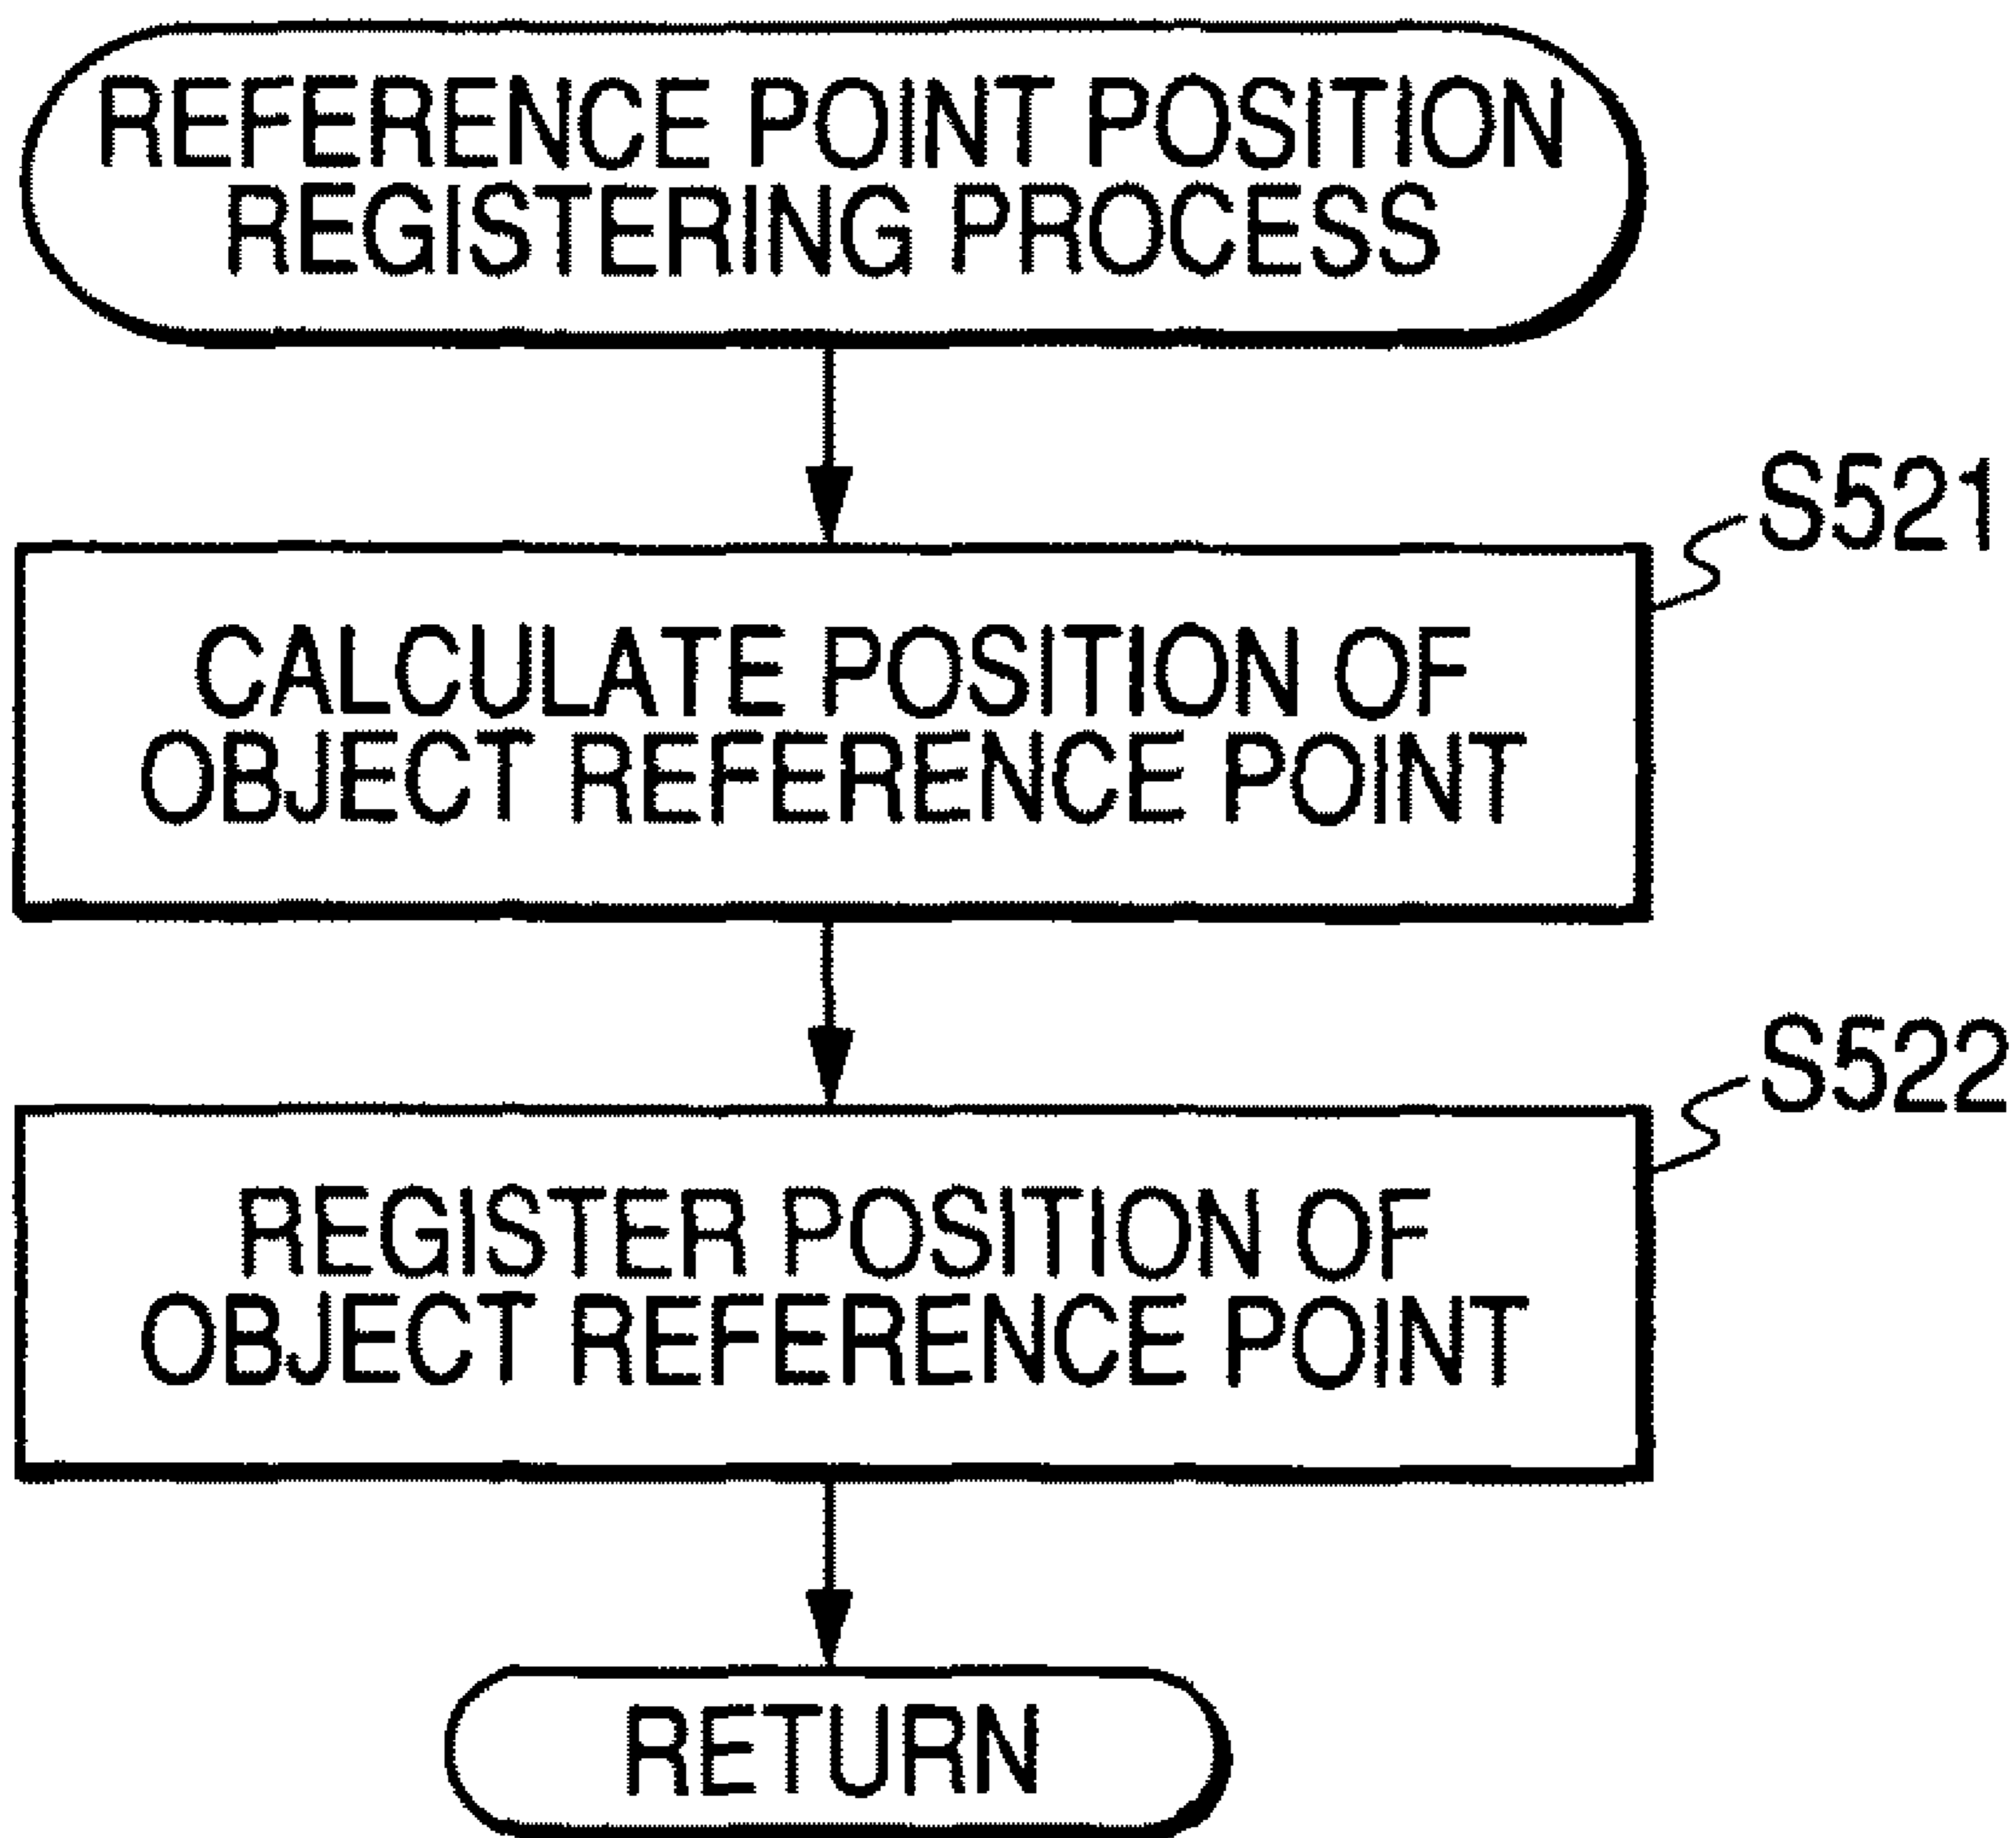 REFERENCE POINT POSITION
REGISTERING PROCESS
S521
CALCULATE POSITION OF
OBJECT REFERENCE POINT
S522
REGISTER POSITION OF
OBJECT REFERENCE POINT
RETURN